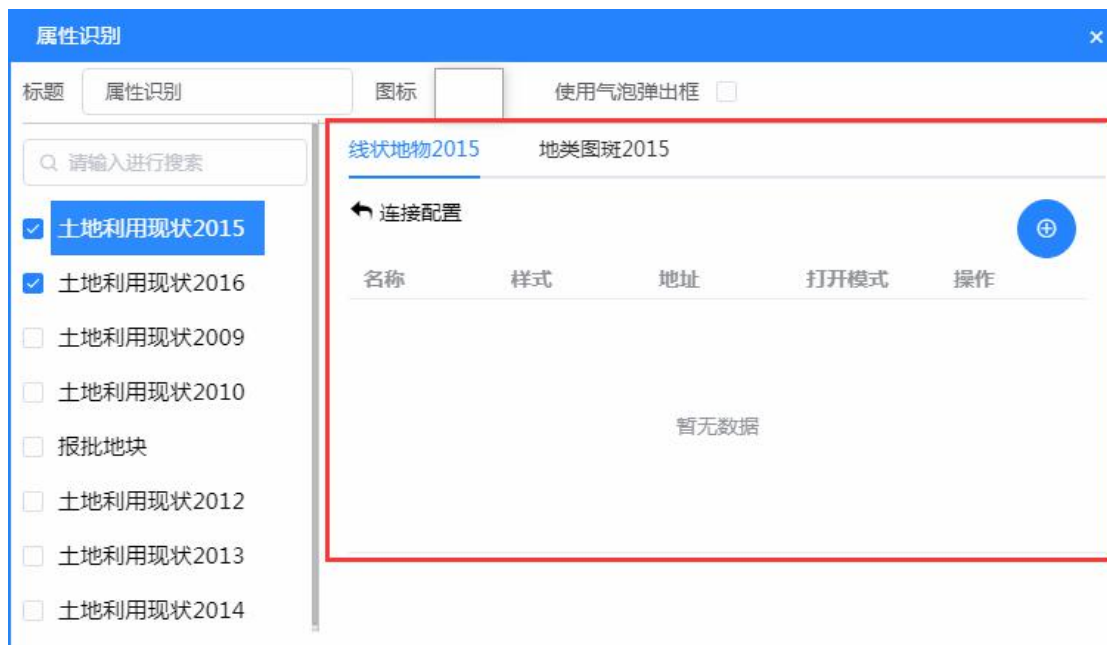 属性识别
标题 属性识别 图标 使用气泡弹出框
请输入进行搜索
土地利用现状2015
土地利用现状2016
土地利用现状2009
土地利用现状2010
报批地块
土地利用现状2012
土地利用现状2013
土地利用现状2014
线状地物2015 地类图斑2015
连接配置
名称 样式 地址 打开模式 操作
暂无数据